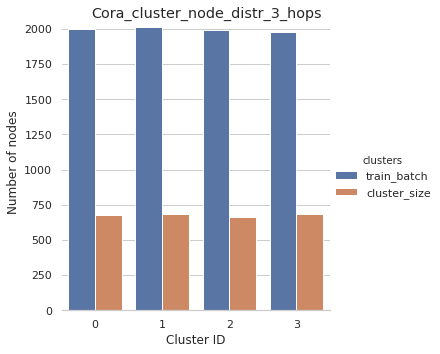 Cora_cluster_node_distr_3_hops
2000
1750
1500
1250
1000
750
500
250
0
Number of nodes
0 1 2 3
Cluster ID
clusters
train_batch
cluster_size